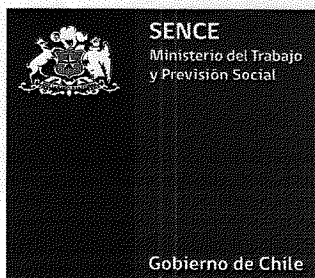 SENCE
Ministerio del Trabajo
y Previsión Social
Gobierno de Chile